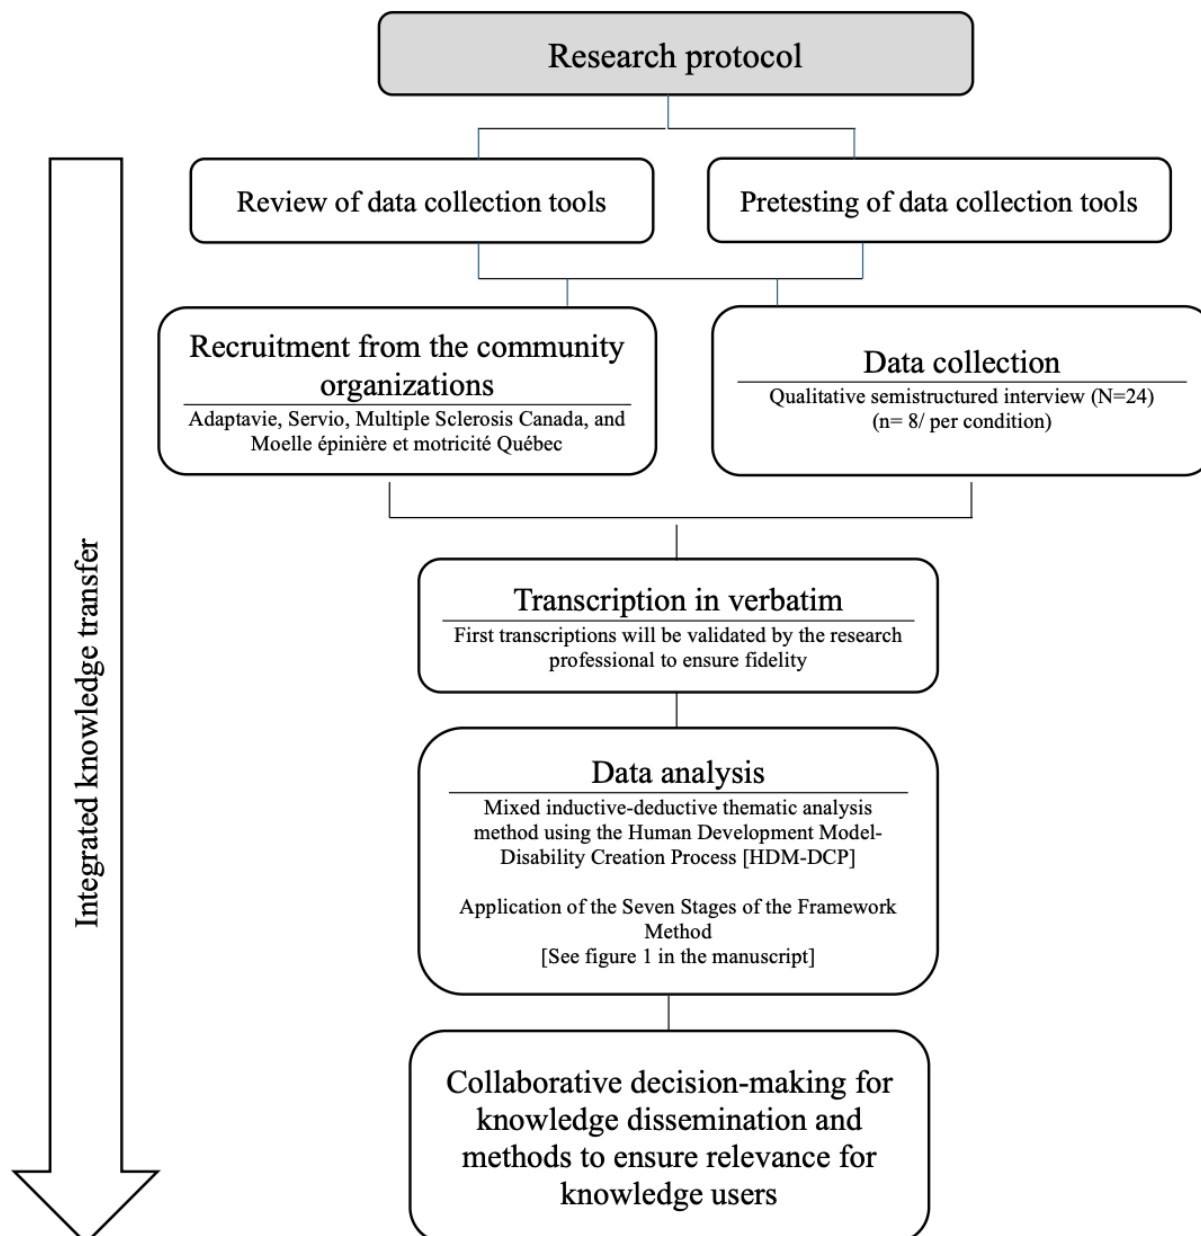 Research protocol
Review of data collection tools
Pretesting of data collection tools
Recruitment from the community
organizations
Adaptavie, Servio, Multiple Sclerosis Canada, and
Moelle épinière et motricité Québec
Data collection
Qualitative semistructured interview (N=24)
(n= 8/ per condition)
Integrated knowledge transfer
Transcription in verbatim
First transcriptions will be validated by the research
professional to ensure fidelity
Data analysis
Mixed inductive-deductive thematic analysis
method using the Human Development Model-
Disability Creation Process [HDM-DCP]
Application of the Seven Stages of the Framework
Method
[See figure 1 in the manuscript]
Collaborative decision-making for
knowledge dissemination and
methods to ensure relevance for
knowledge users